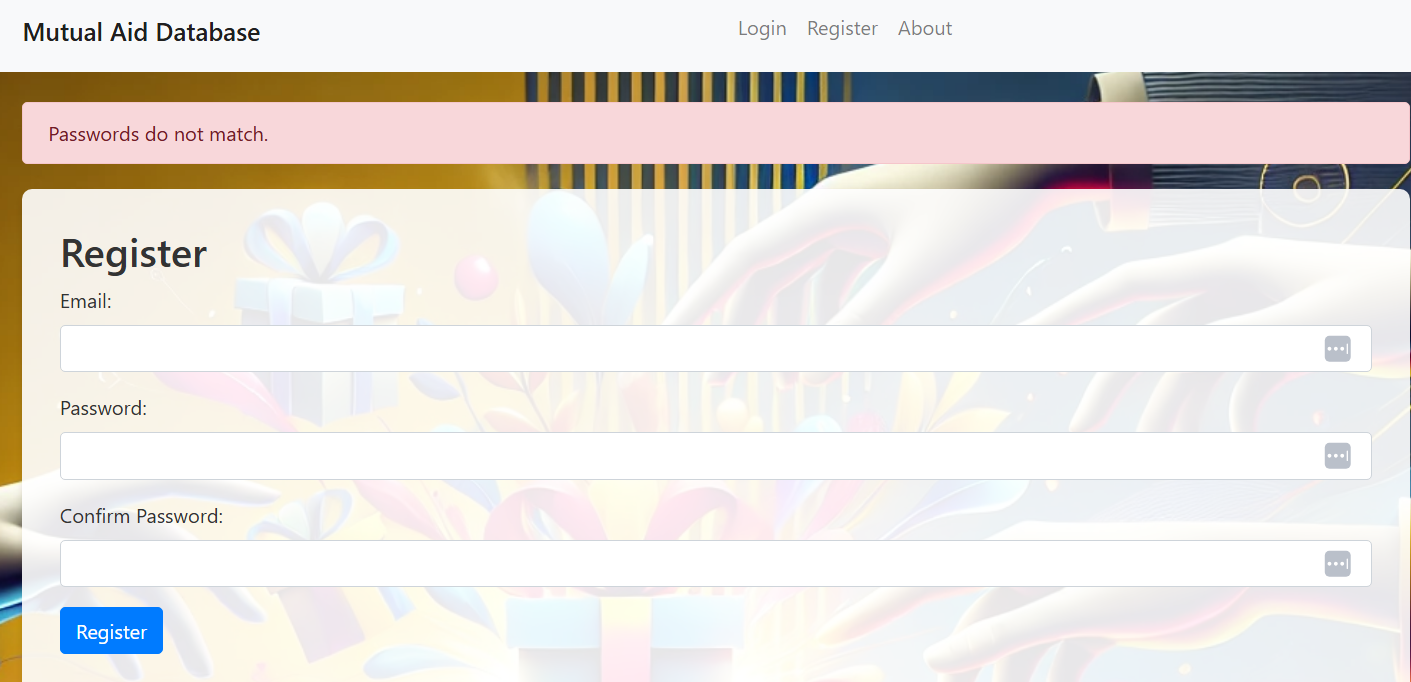 Mutual Aid Database
Login Register About
Passwords do not match.
Register
Email:
Password:
Confirm Password:
Register